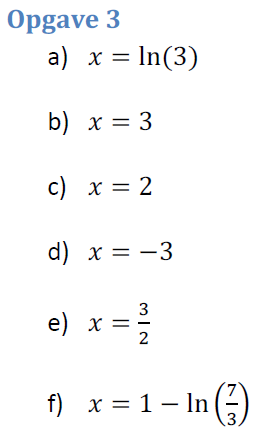 Opgave 3
a) x = ln(3)
b) x = 3
c) x = 2
d) x = −3
e) x = 3/2
f) x = 1 − ln(7/3)